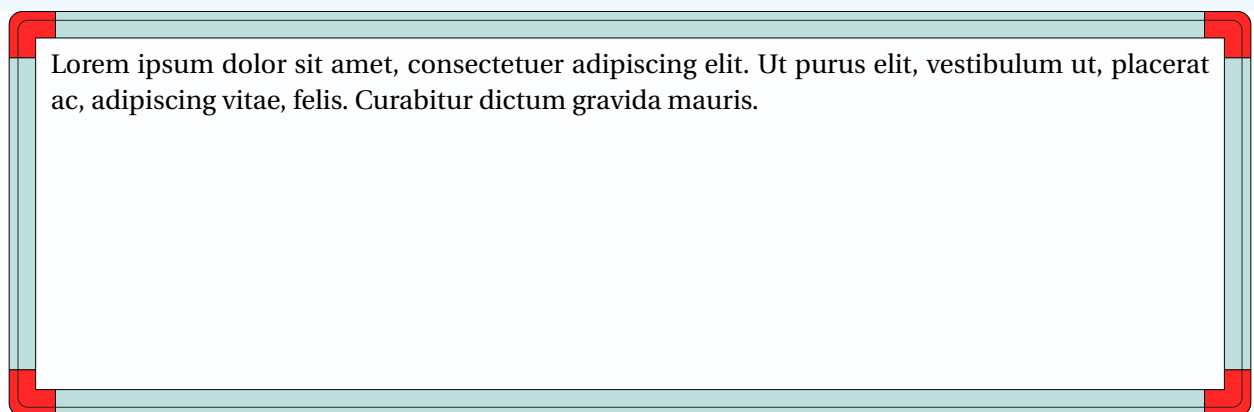 Lorem ipsum dolor sit amet, consectetuer adipiscing elit. Ut purus elit, vestibulum ut, placerat
ac, adipiscing vitae, felis. Curabitur dictum gravida mauris.